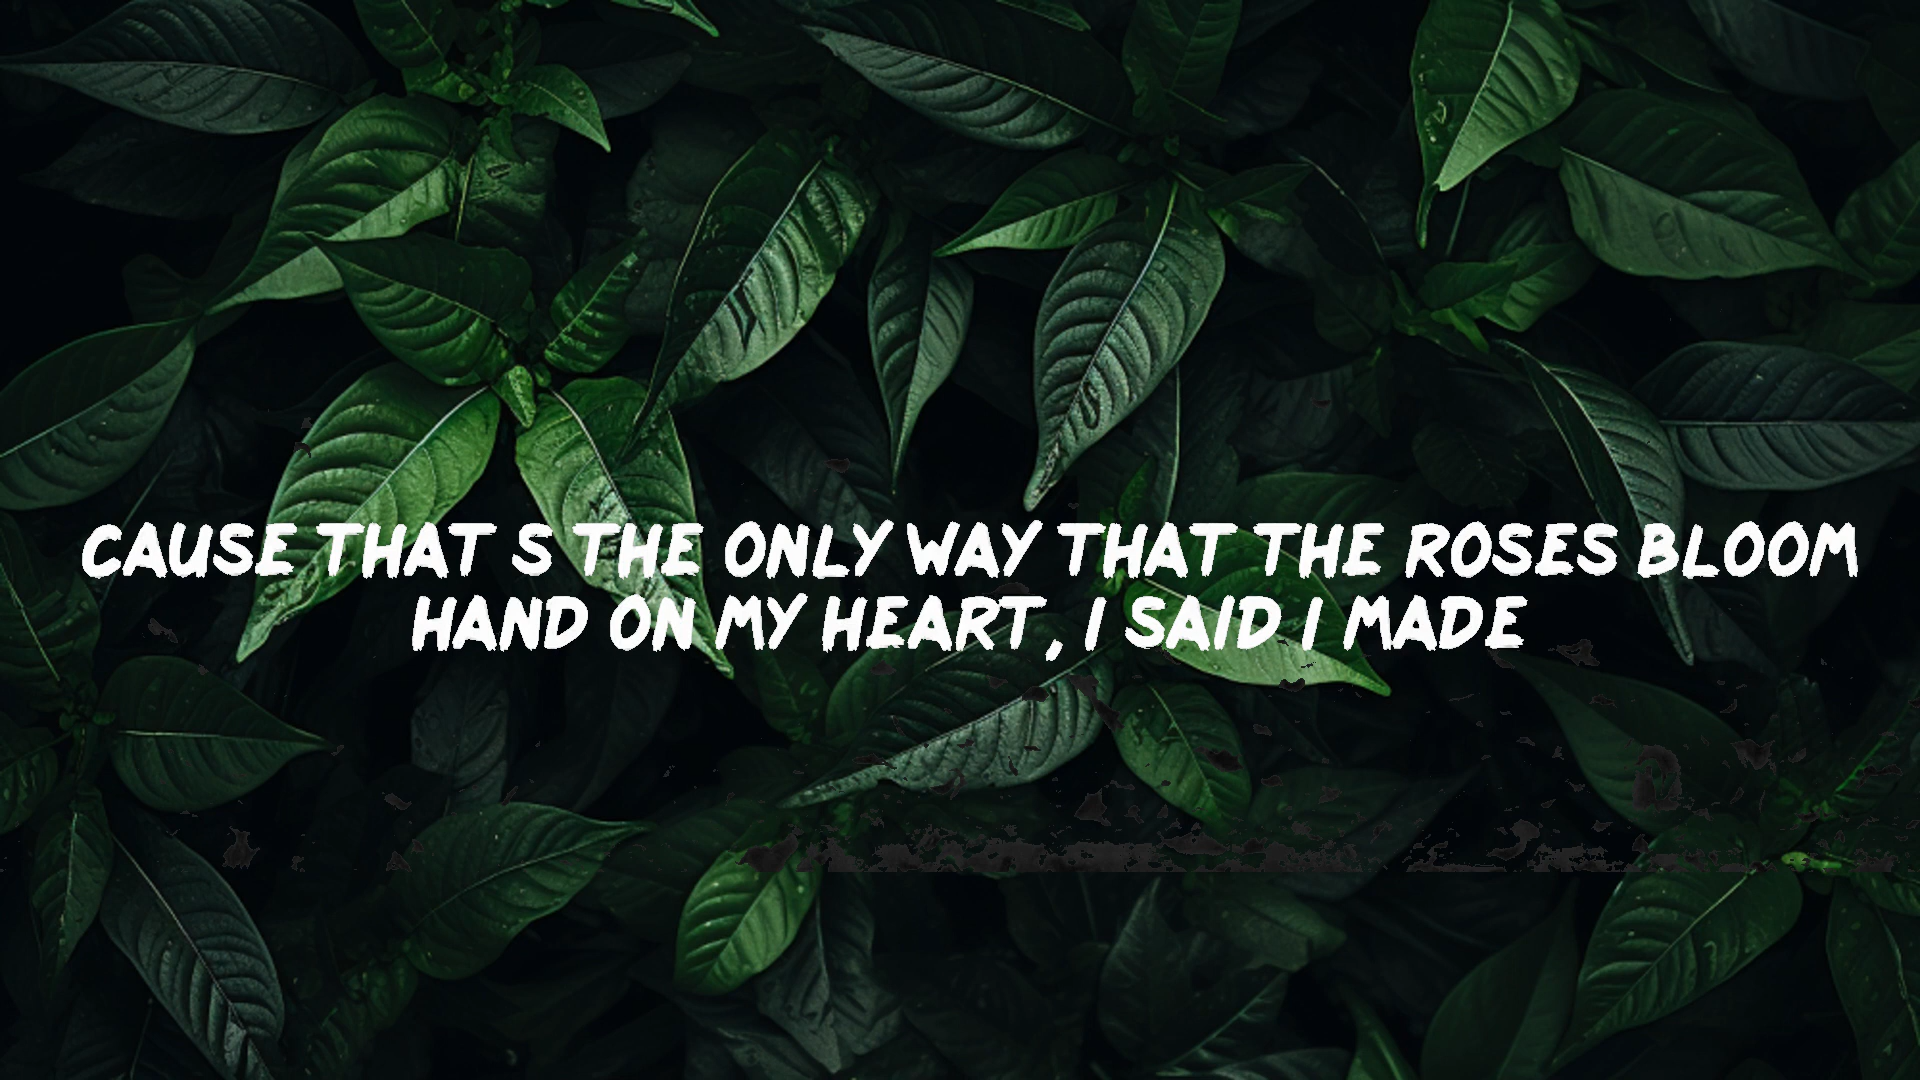 CAUSE THAT S THE ONLY WAY THAT THE ROSES BLOOM
HAND ON MY HEART, I SAID I MADE